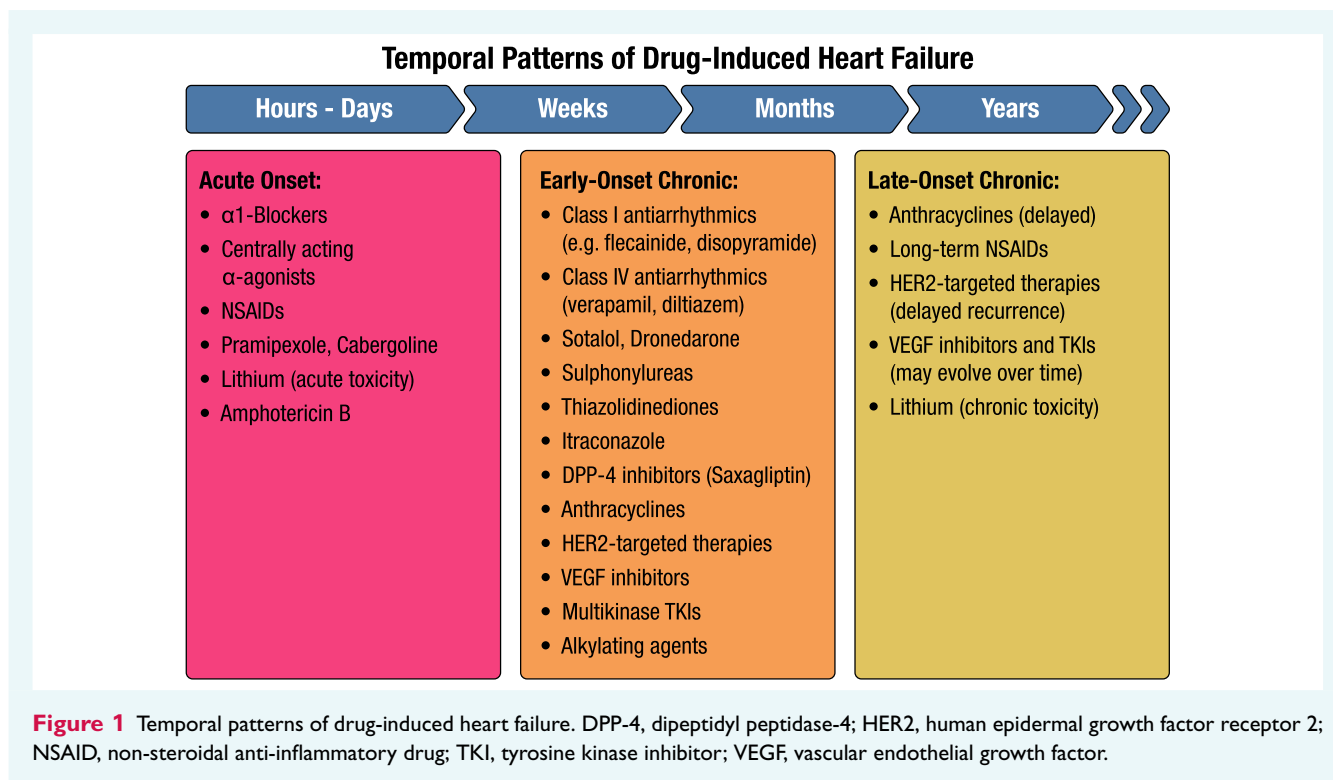 Temporal Patterns of Drug-Induced Heart Failure
Hours - Days
Weeks
Months
Years
Acute Onset:
• α1-Blockers
• Centrally acting
α-agonists
• NSAIDs
• Pramipexole, Cabergoline
• Lithium (acute toxicity)
• Amphotericin B
Early-Onset Chronic:
• Class I antiarrhythmics
(e.g. flecainide, disopyramide)
• Class IV antiarrhythmics
(verapamil, diltiazem)
• Sotalol, Dronedarone
• Sulphonylureas
• Thiazolidinediones
• Itraconazole
• DPP-4 inhibitors (Saxagliptin)
• Anthracyclines
• HER2-targeted therapies
• VEGF inhibitors
• Multikinase TKIs
• Alkylating agents
Late-Onset Chronic:
• Anthracyclines (delayed)
• Long-term NSAIDs
• HER2-targeted therapies
(delayed recurrence)
• VEGF inhibitors and TKIs
(may evolve over time)
• Lithium (chronic toxicity)
Figure 1 Temporal patterns of drug-induced heart failure. DPP-4, dipeptidyl peptidase-4; HER2, human epidermal growth factor receptor 2;
NSAID, non-steroidal anti-inflammatory drug; TKI, tyrosine kinase inhibitor; VEGF, vascular endothelial growth factor.